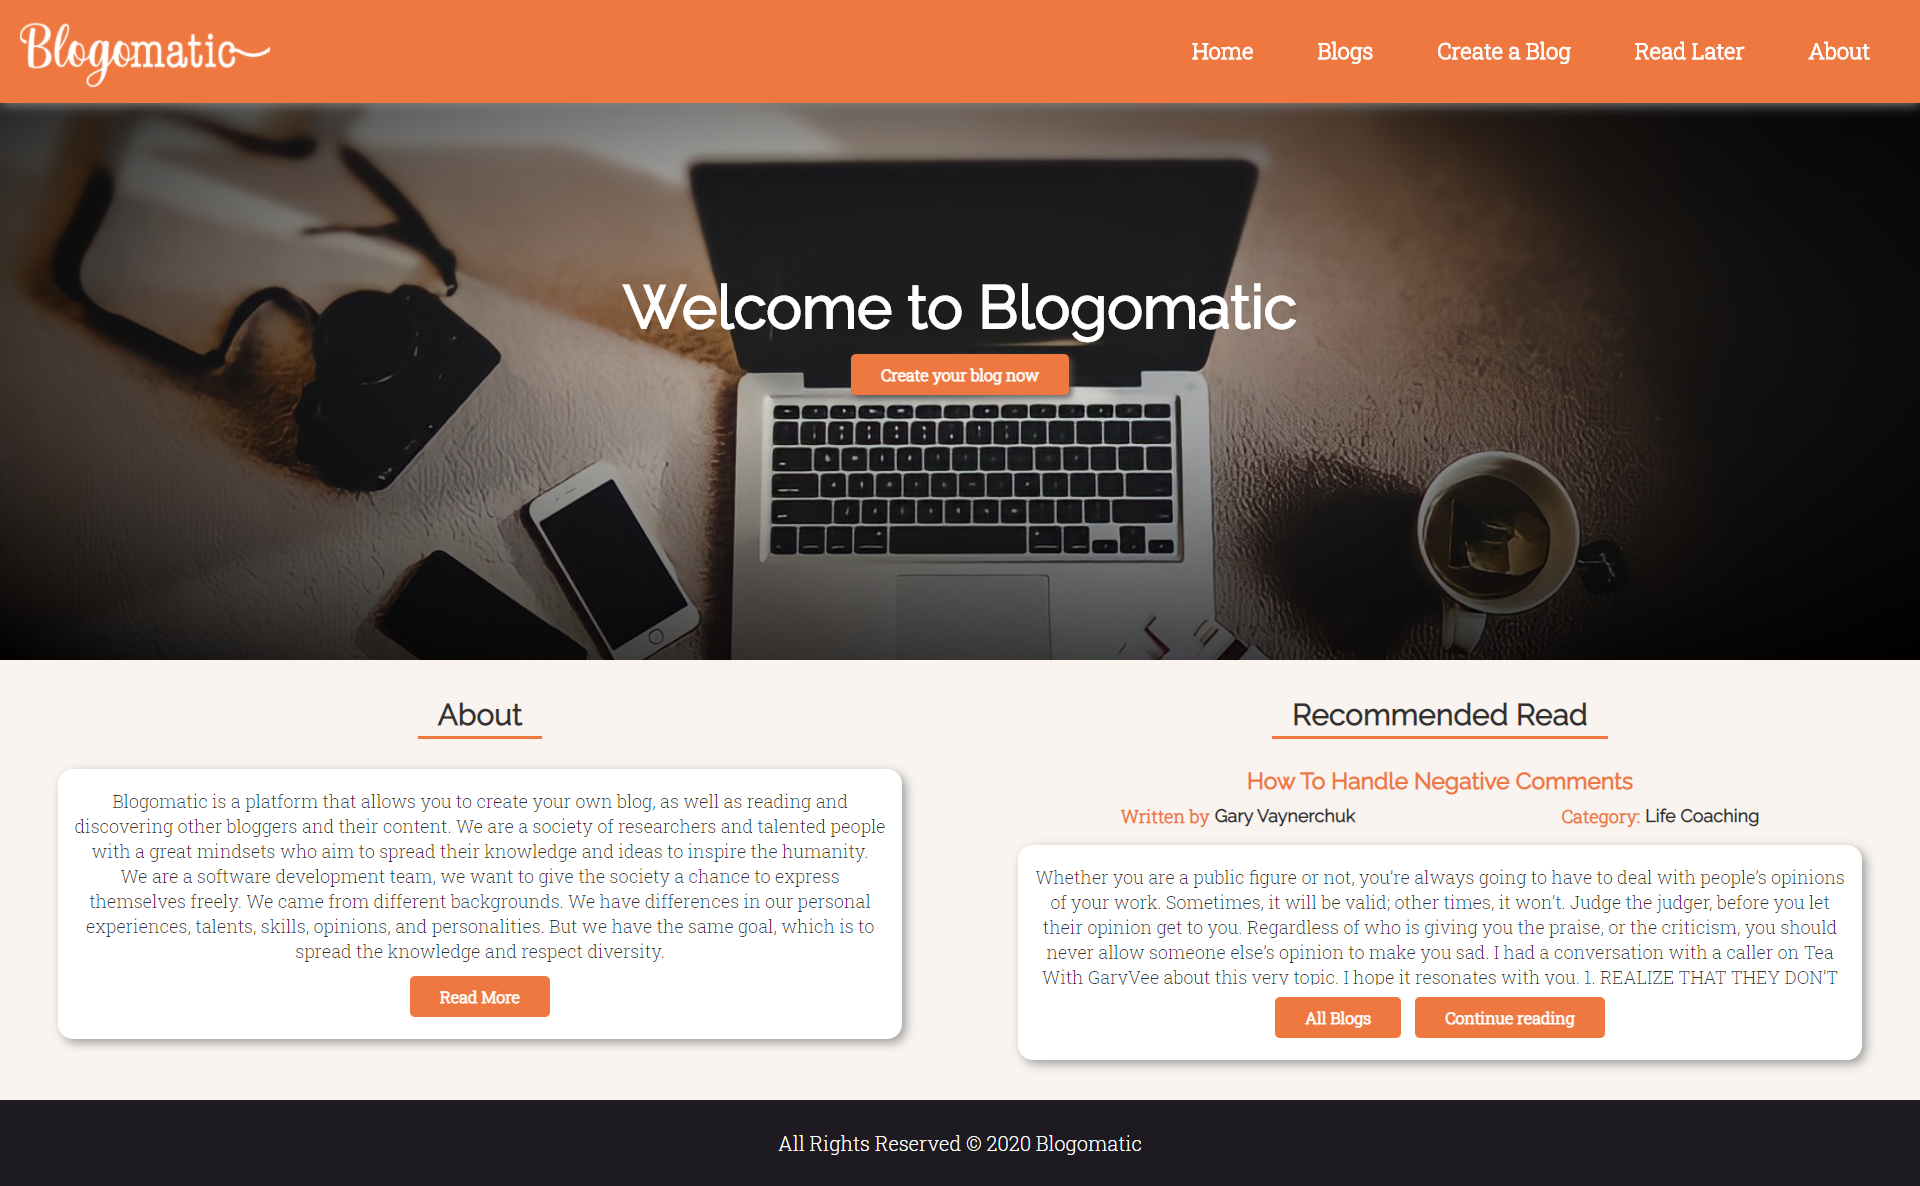 Blogomatic
Home
Blogs
Create a Blog
Read Later
About
Welcome to Blogomatic
Create your blog now
About
Blogomatic is a platform that allows you to create your own blog, as well as reading and
discovering other bloggers and their content. We are a society of researchers and talented people
with a great mindsets who aim to spread their knowledge and ideas to inspire the humanity.
We are a software development team, we want to give the society a chance to express
themselves freely. We came from different backgrounds. We have differences in our personal
experiences, talents, skills, opinions, and personalities. But we have the same goal, which is to
spread the knowledge and respect diversity.
Read More
Recommended Read
How To Handle Negative Comments
Written by Gary Vaynerchuk
Category: Life Coaching
Whether you are a public figure or not, you’re always going to have to deal with people’s opinions
of your work. Sometimes, it will be valid; other times, it won’t. Judge the judger, before you let
their opinion get to you. Regardless of who is giving you the praise, or the criticism, you should
never allow someone else’s opinion to make you sad. I had a conversation with a caller on Tea
With GaryVee about this very topic. I hope it resonates with you. 1. REALIZE THAT THEY DON’T
All Blogs
Continue reading
All Rights Reserved © 2020 Blogomatic